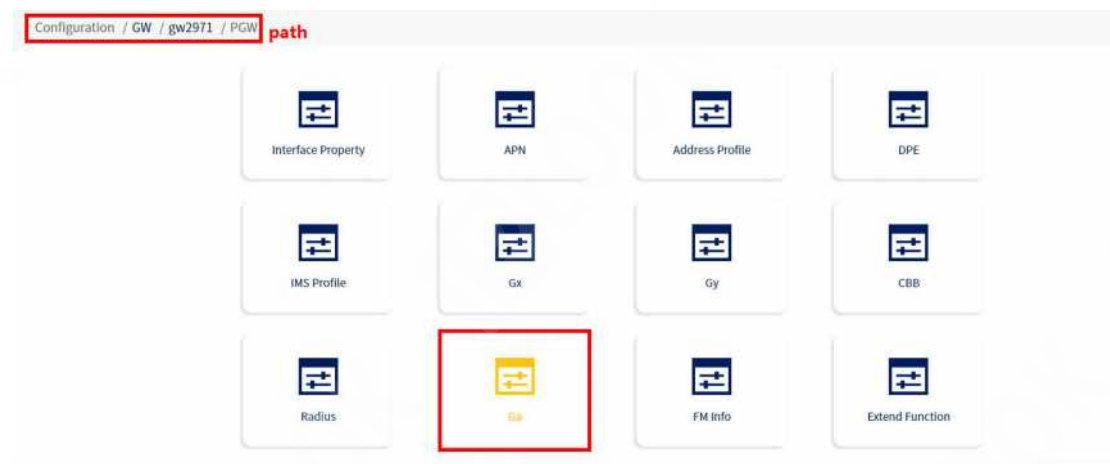 Configuration / GW / gw2971 / PGW path
Interface Property APN Address Profile DPE
IMS Profile Gx Gy CBB
Radius Ga FM Info Extend Function